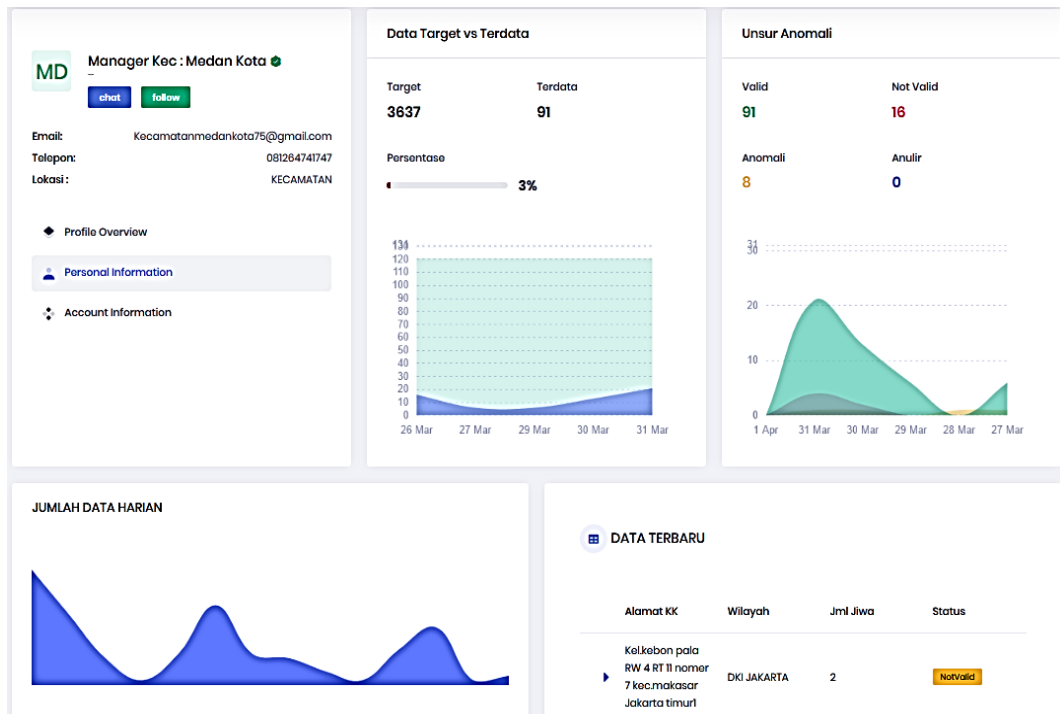 MD
Manager Kec : Medan Kota
--
chat
follow
Email:
Kecamatanmedankota75@gmail.com
Telepon:
081264741747
Lokasi :
KECAMATAN
Profile Overview
Personal Information
Account Information
Data Target vs Terdata
Target
Terdata
3637
91
Persentase
3%
130
120
110
100
90
80
70
60
50
40
30
20
10
0
26 Mar
27 Mar
29 Mar
30 Mar
31 Mar
Unsur Anomali
Valid
Not Valid
91
16
Anomali
Anulir
8
0
31
30
20
10
0
1 Apr
31 Mar
30 Mar
29 Mar
28 Mar
27 Mar
JUMLAH DATA HARIAN
DATA TERBARU
Alamat KK
Wilayah
Jml Jiwa
Status
Kel.kebon pala
RW 4 RT 11 nomer
7 kec.makasar
Jakarta timur1
DKI JAKARTA
2
NotValid